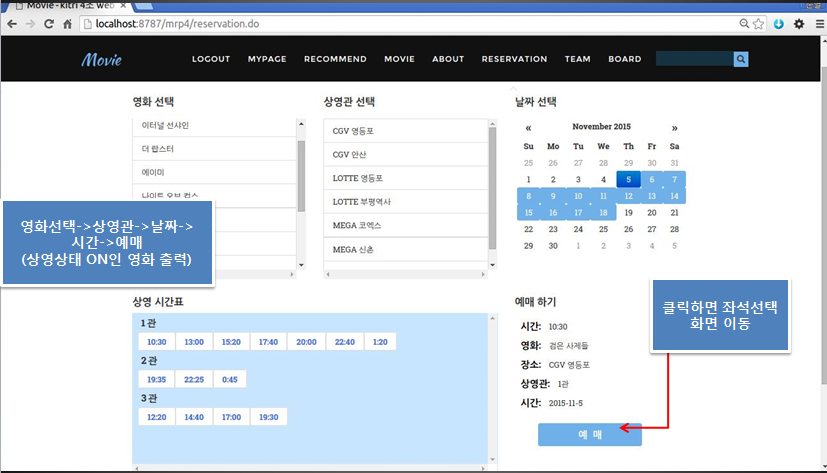 Movie - kitri 4조 web
localhost:8787/mrp4/reservation.do
Movie
LOGOUT MYPAGE RECOMMEND MOVIE ABOUT RESERVATION TEAM BOARD
영화 선택
이터널 선샤인
더 랍스터
에이미
나이트 오브 컵스
영화선택->상영관->날짜->
시간->예매
(상영상태 ON인 영화 출력)
상영관 선택
CGV 영등포
CGV 안산
LOTTE 영등포
LOTTE 부평역사
MEGA 코엑스
MEGA 신촌
날짜 선택
« November 2015 »
Su Mo Tu We Th Fr Sa
25 26 27 28 29 30 31
1 2 3 4 5 6 7
8 9 10 11 12 13 14
15 16 17 18 19 20 21
22 23 24 25 26 27 28
29 30 1 2 3 4 5
상영 시간표
1관
10:30 13:00 15:20 17:40 20:00 22:40 1:20
2관
19:35 22:25 0:45
3관
12:20 14:40 17:00 19:30
예매 하기
시간: 10:30
영화: 검은 사제들
장소: CGV 영등포
상영관: 1관
시간: 2015-11-5
예 매
클릭하면 좌석선택
화면 이동